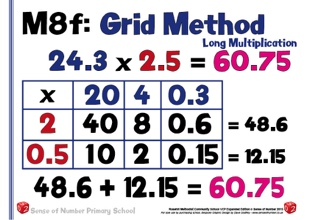 M8f: Grid Method
Long Multiplication
24.3 x 2.5 = 60.75
x 20 4 0.3
2 40 8 0.6 = 48.6
0.5 10 2 0.15 = 12.15
48.6 + 12.15 = 60.75
Sense of Number Primary School